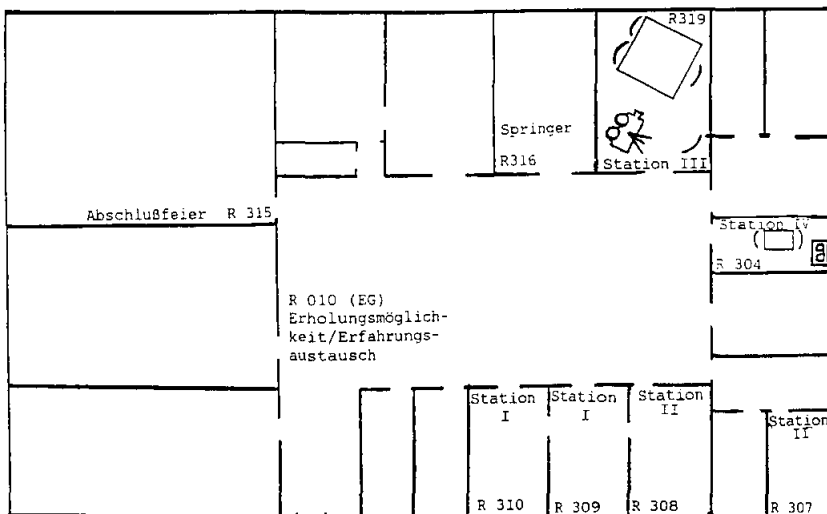 R319
Springer
R316
Station III
Abschlußfeier R 315
Station IV
R 304
R 010 (EG)
Erholungsmöglich-
keit/Erfahrungs-
austausch
Station
I
Station
I
Station
II
Station
II
R 310
R 309
R 308
R 307